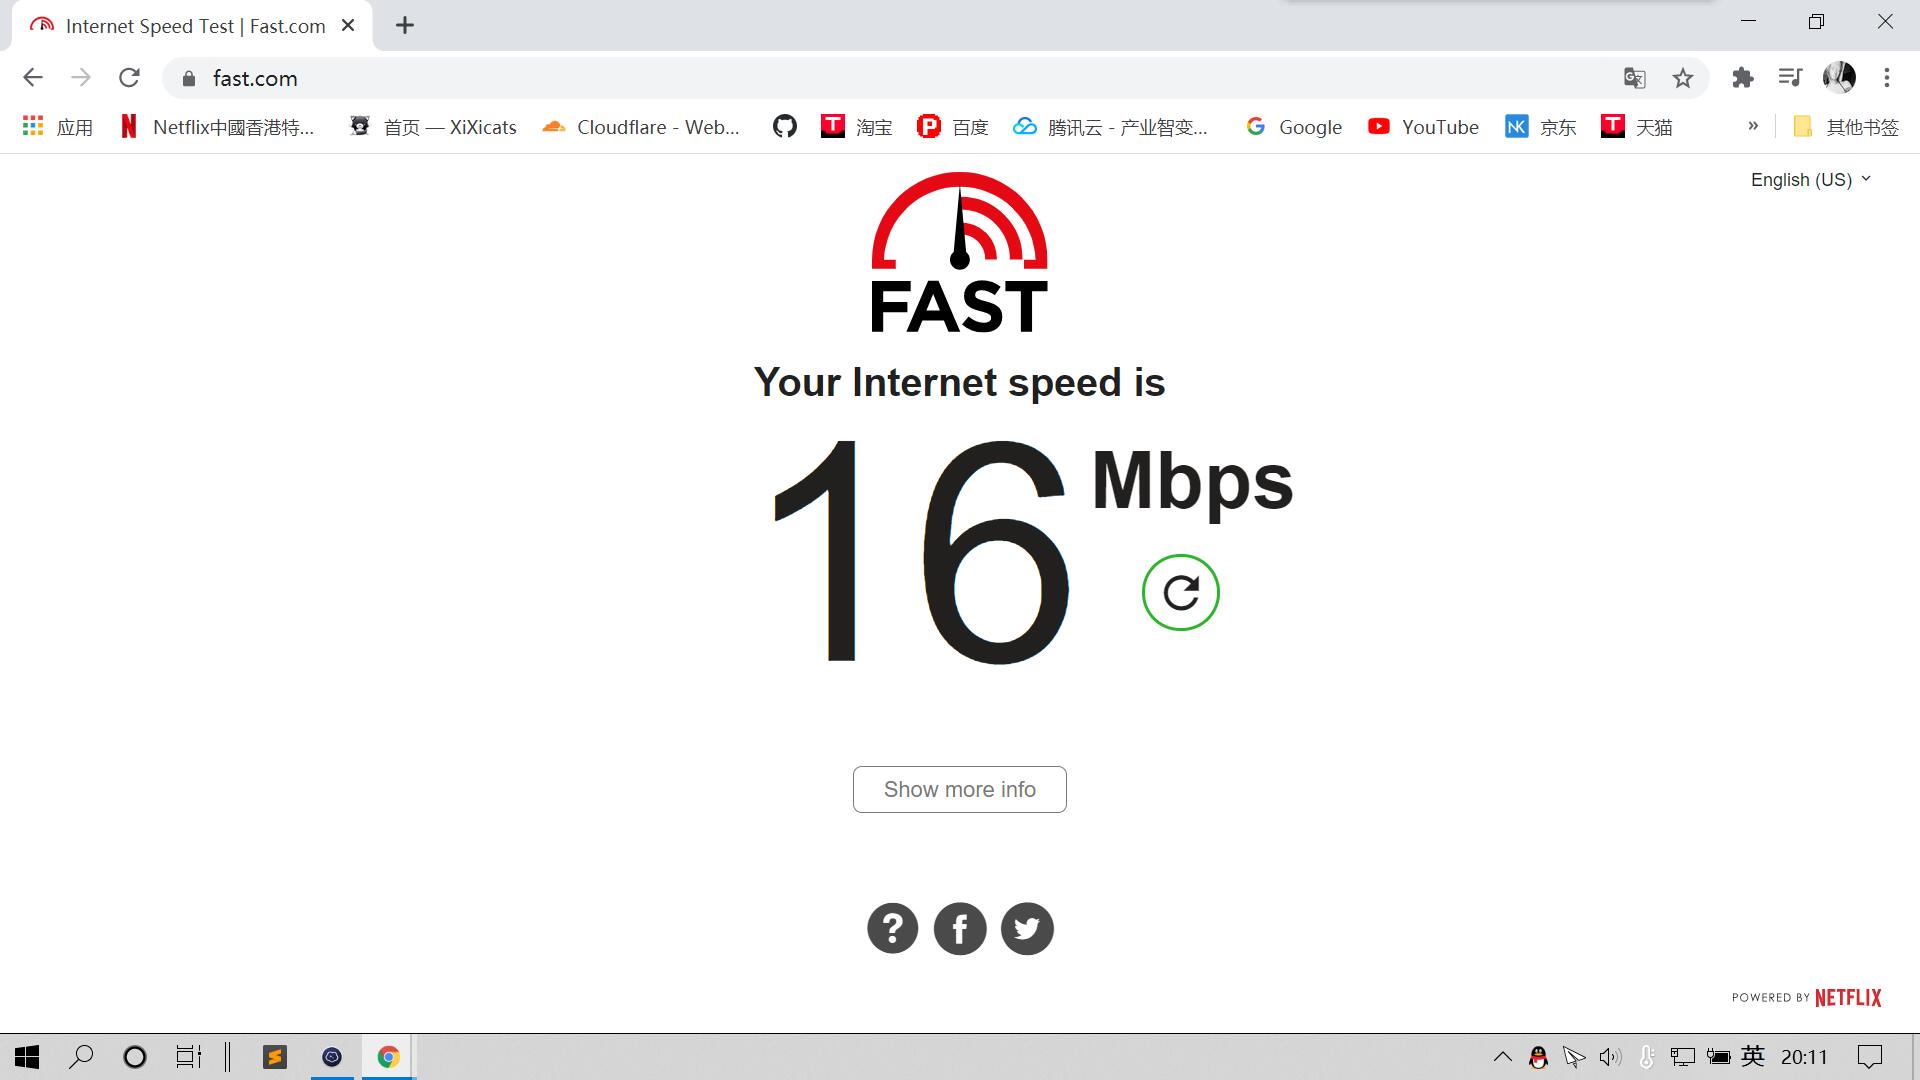 Internet Speed Test | Fast.com
fast.com
应用
Netflix中國香港特...
首页 — XiXicats
Cloudflare - Web...
淘宝
百度
腾讯云 - 产业智变...
Google
YouTube
京东
天猫
»
其他书签
English (US)
FAST
Your Internet speed is
16 Mbps
Show more info
POWERED BY NETFLIX
英
20:11